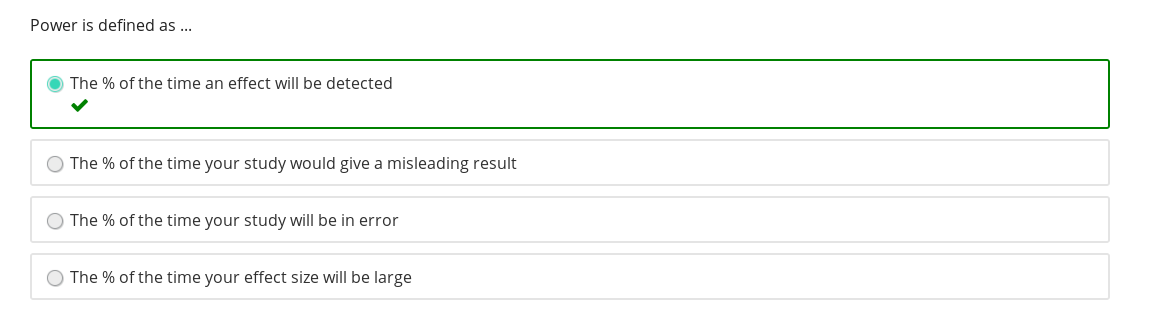 Power is defined as ...
The % of the time an effect will be detected
The % of the time your study would give a misleading result
The % of the time your study will be in error
The % of the time your effect size will be large